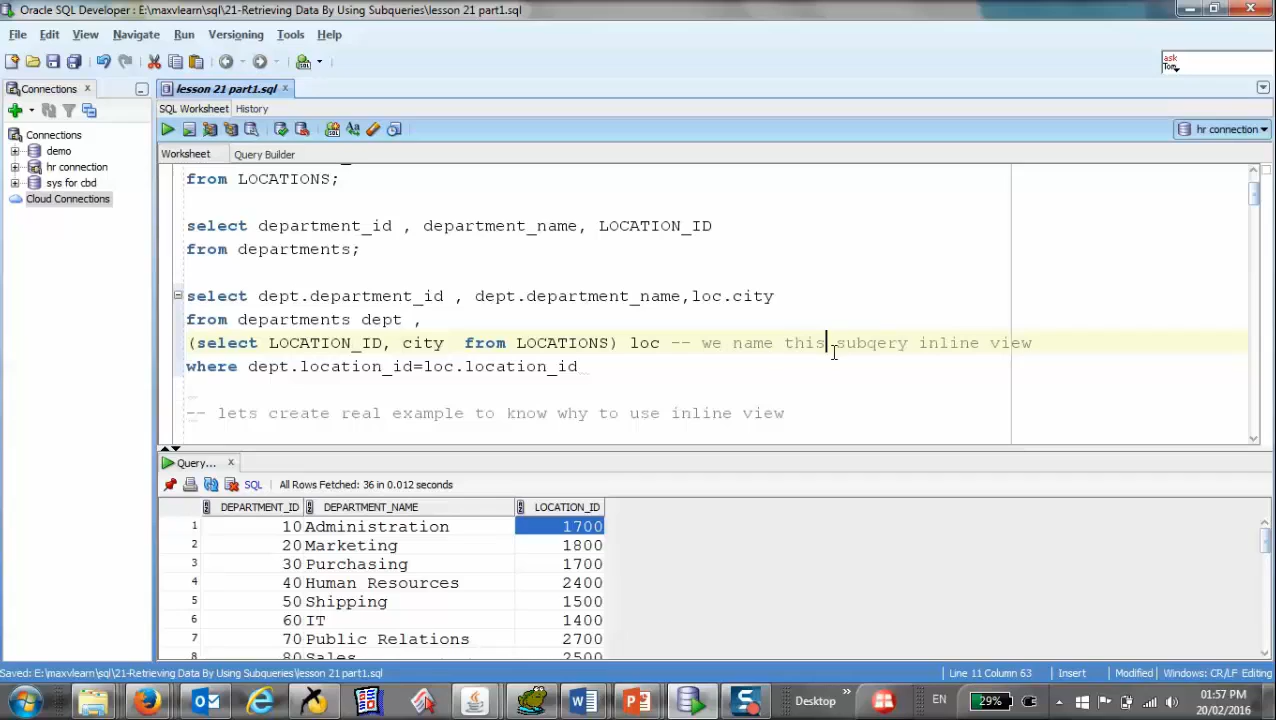 Oracle SQL Developer : E:\maxvlearn\sql\21-Retrieving Data By Using Subqueries\lesson 21 part1.sql
File Edit View Navigate Run Versioning Tools Help
ask
Tom
Connections
lesson 21 part1.sql
SQL Worksheet History
Connections
demo
hr connection
sys for cbd
Cloud Connections
hr connection
Worksheet Query Builder
from LOCATIONS;
select department_id , department_name, LOCATION_ID
from departments;
select dept.department_id , dept.department_name,loc.city
from departments dept ,
(select LOCATION_ID, city from LOCATIONS) loc -- we name this subqery inline view
where dept.location_id=loc.location_id
-- lets create real example to know why to use inline view
Query...
SQL All Rows Fetched: 36 in 0.012 seconds
DEPARTMENT_ID DEPARTMENT_NAME LOCATION_ID
1 10 Administration 1700
2 20 Marketing 1800
3 30 Purchasing 1700
4 40 Human Resources 2400
5 50 Shipping 1500
6 60 IT 1400
7 70 Public Relations 2700
8 80 Sales 2500
Saved: E:\maxvlearn\sql\21-Retrieving Data By Using Subqueries\lesson 21 part1.sql
Line 11 Column 63 Insert Modified Windows: CR/LF Editing
Desktop EN 29% 01:57 PM
20/02/2016